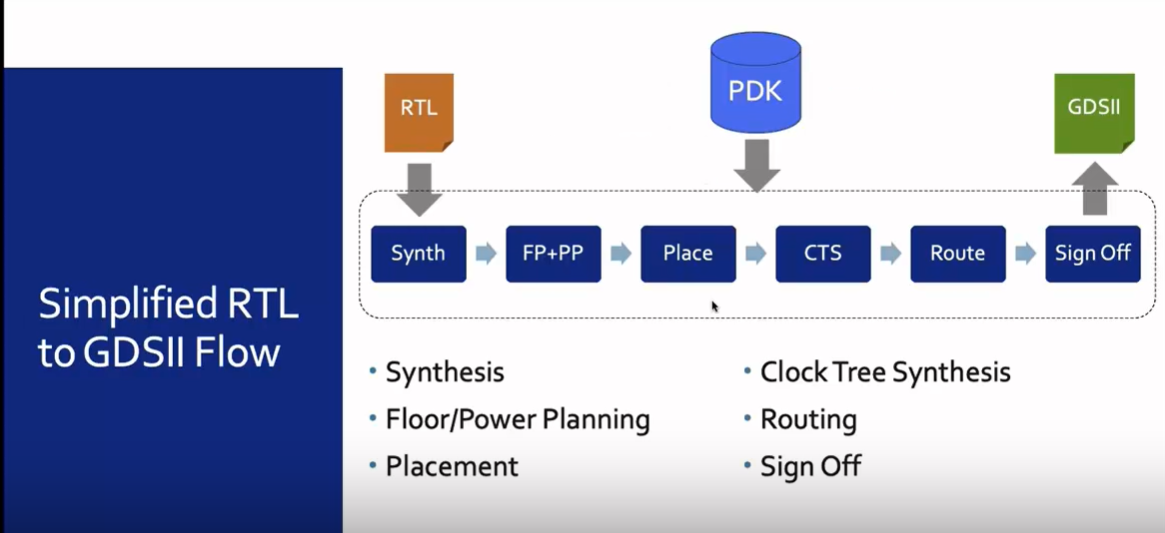 RTL
PDK
GDSII
Synth
FP+PP
Place
CTS
Route
Sign Off
Simplified RTL
to GDSII Flow
• Synthesis
• Floor/Power Planning
• Placement
• Clock Tree Synthesis
• Routing
• Sign Off